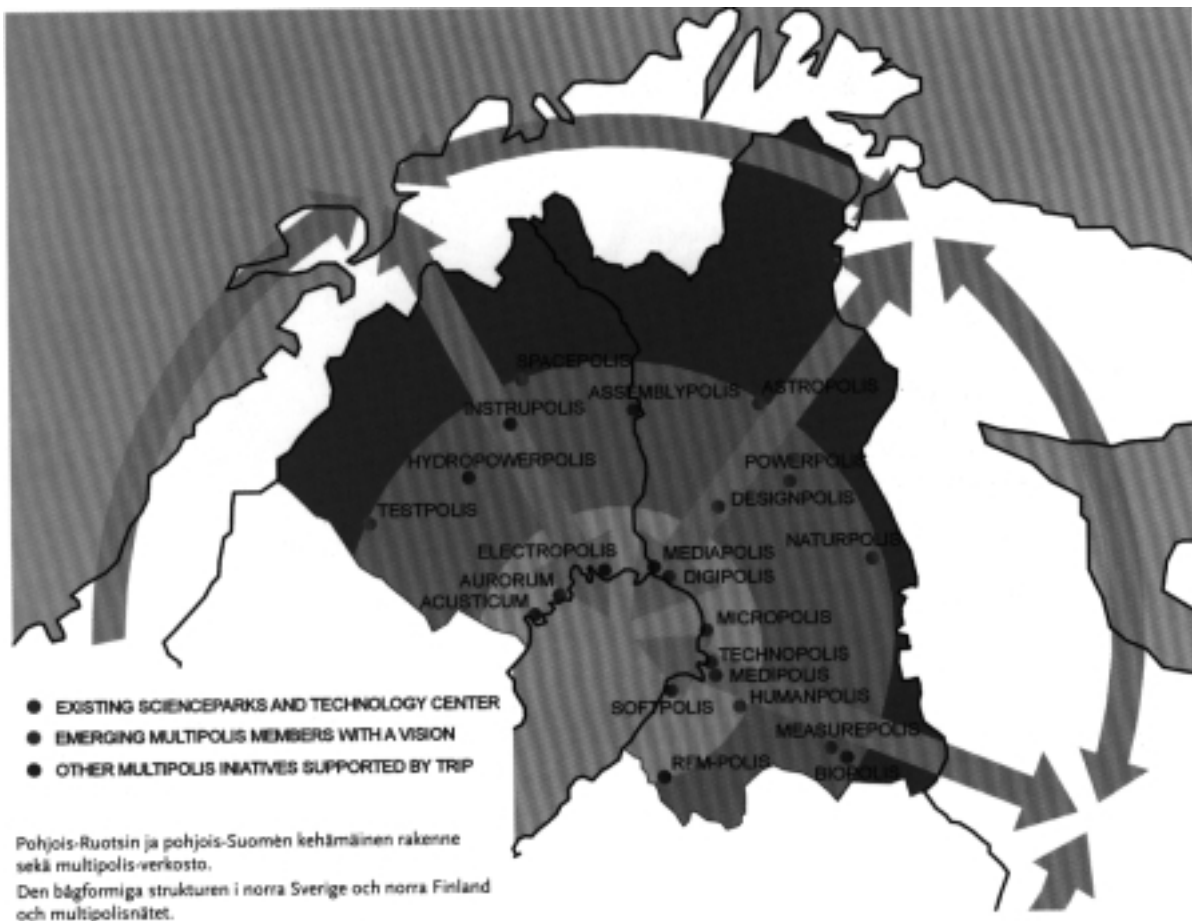 SPACEPOLIS
ASSEMBLYPOLIS
ASTROPOLIS
INSTRUPOLIS
HYDROPOWERPOLIS
POWERPOLIS
TESTPOLIS
DESIGNPOLIS
ELECTROPOLIS
MEDIAPOLIS
NATURPOLIS
AURORUM
DIGIPOLIS
ACUSTICUM
MICROPOLIS
TECHNOPOLIS
MEDIPOLIS
SOFTPOLIS
HUMANPOLIS
MEASUREPOLIS
RFM-POLIS
BIOPOLIS
EXISTING SCIENCEPARKS AND TECHNOLOGY CENTER
EMERGING MULTIPOLIS MEMBERS WITH A VISION
OTHER MULTIPOLIS INIATIVES SUPPORTED BY TRIP
Pohjois-Ruotsin ja pohjois-Suomen kehämäinen rakenne
sekä multipolis-verkosto.
Den bågformiga strukturen i norra Sverige och norra Finland
och multipolisnätet.